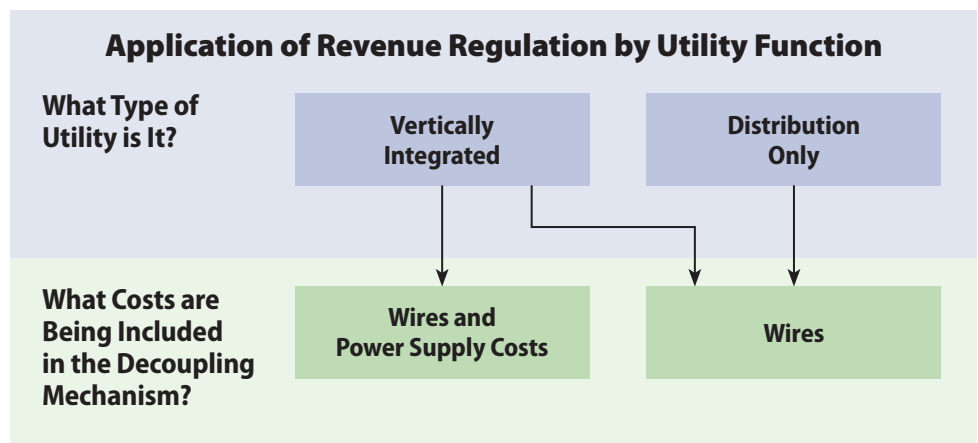 Application of Revenue Regulation by Utility Function
What Type of
Utility is It?
Vertically
Integrated
Distribution
Only
What Costs are
Being Included
in the Decoupling
Mechanism?
Wires and
Power Supply Costs
Wires